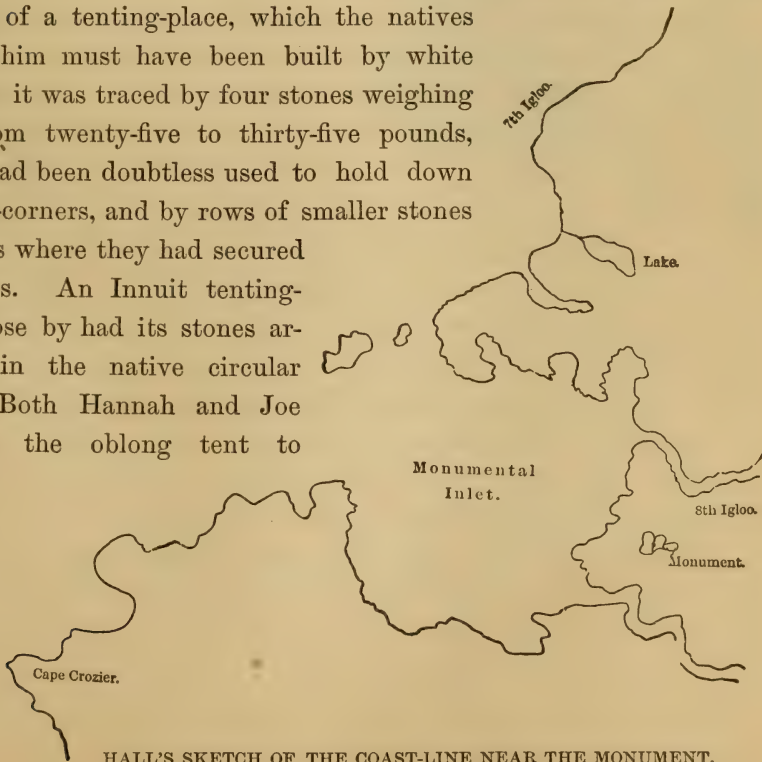 of a tenting-place, which the natives
him must have been built by white
it was traced by four stones weighing
twenty-five to thirty-five pounds,
been doubtless used to hold down
corners, and by rows of smaller stones
where they had secured
An Innuit tenting-
by had its stones ar-
in the native circular
Both Hannah and Joe
the oblong tent to
7th Igloo.
Lake.
Monumental
Inlet.
8th Igloo.
Monument.
Cape Crozier.
HALL'S SKETCH OF THE COAST-LINE NEAR THE MONUMENT.